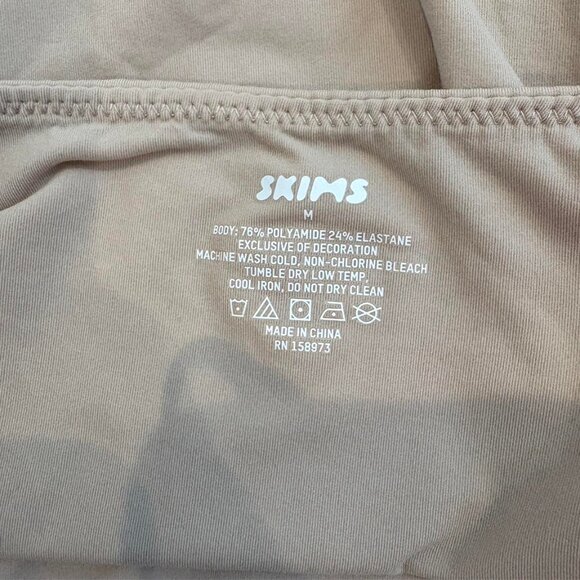 SKIMS
M
BODY: 76% POLYAMIDE 24% ELASTANE
EXCLUSIVE OF DECORATION
MACHINE WASH COLD, NON-CHLORINE BLEACH
TUMBLE DRY LOW TEMP,
COOL IRON, DO NOT DRY CLEAN
MADE IN CHINA
RN 158973